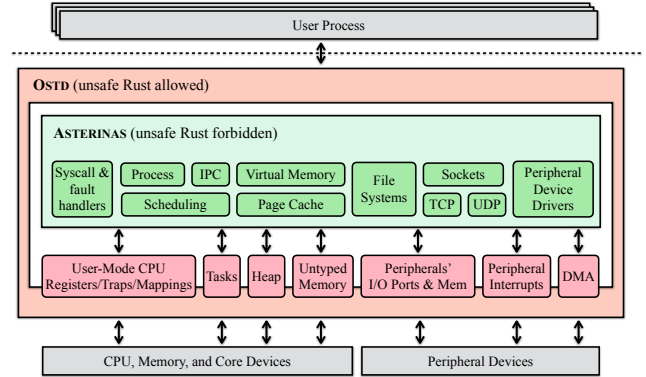 User Process
OSTD (unsafe Rust allowed)
ASTERINAS (unsafe Rust forbidden)
Syscall &
fault
handlers
Process
IPC
Virtual Memory
Scheduling
Page Cache
File
Systems
Sockets
TCP
UDP
Peripheral
Device
Drivers
User-Mode CPU
Registers/Traps/Mappings
Tasks
Heap
Untyped
Memory
Peripherals'
I/O Ports & Mem
Peripheral
Interrupts
DMA
CPU, Memory, and Core Devices
Peripheral Devices